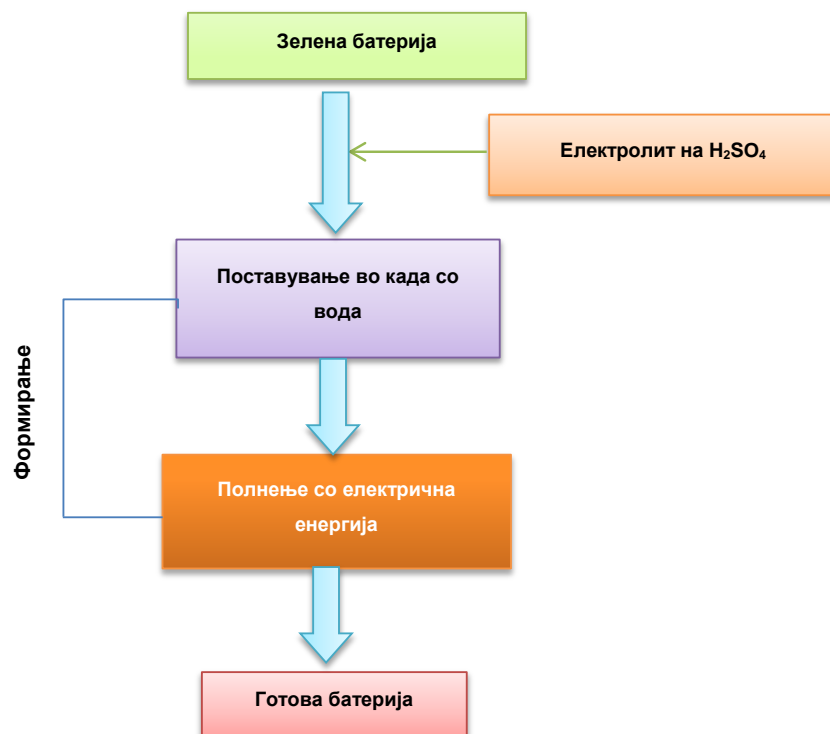 Зелена батерија
Електролит на H₂SO₄
Поставување во када со
вода
Формирање
Полнење со електрична
енергија
Готова батерија